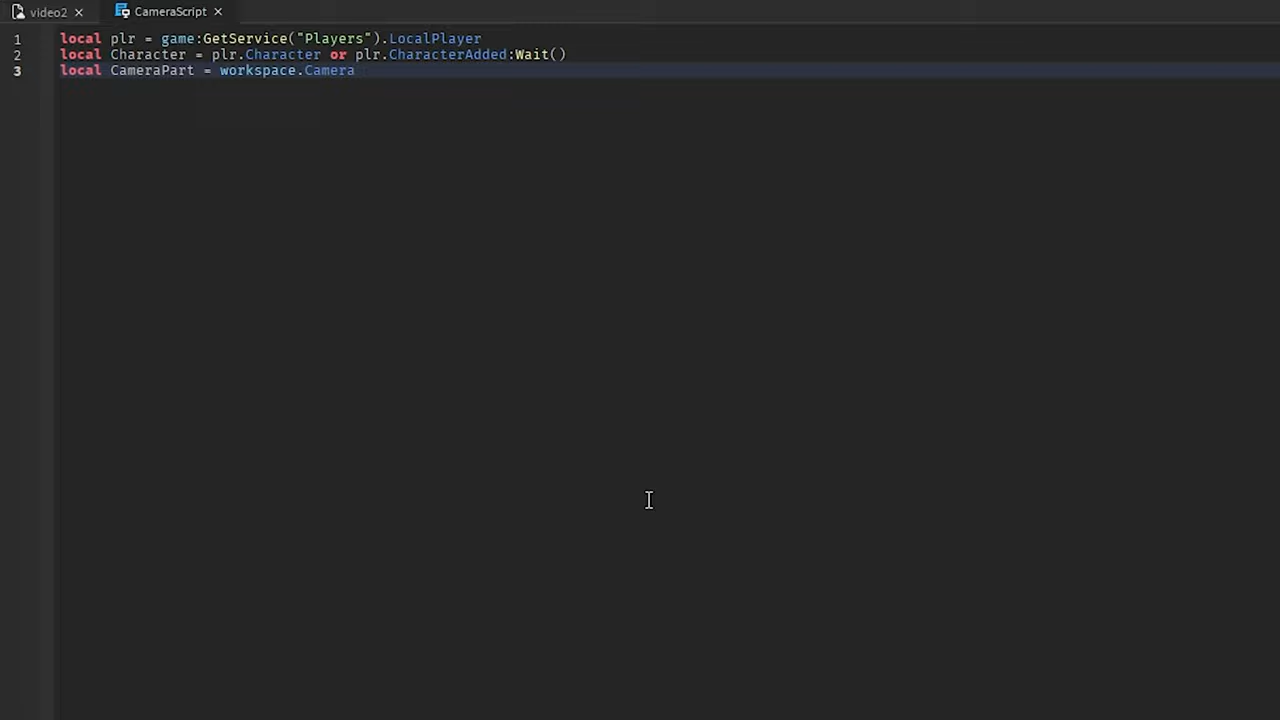 video2 × CameraScript ×
1 local plr = game:GetService("Players").LocalPlayer
2 local Character = plr.Character or plr.CharacterAdded:Wait()
3 local CameraPart = workspace.Camera